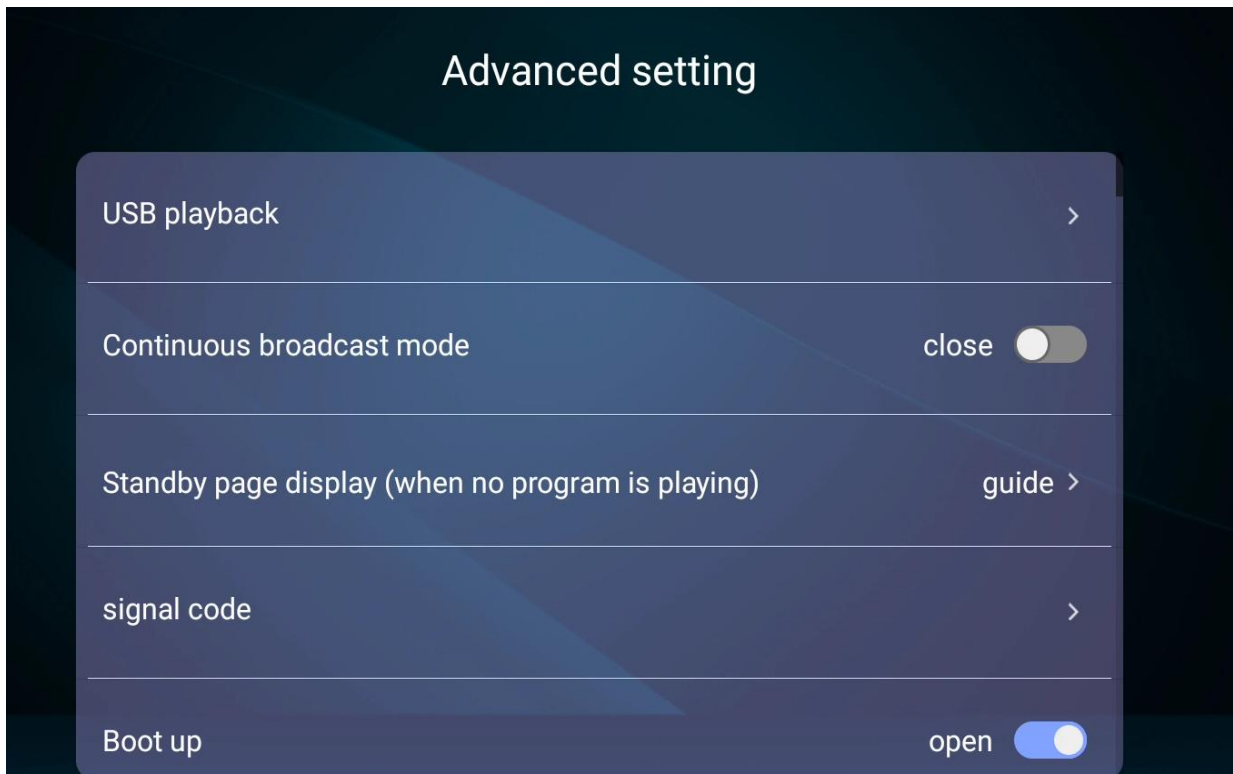 Advanced setting
USB playback
Continuous broadcast mode close
Standby page display (when no program is playing) guide
signal code
Boot up open